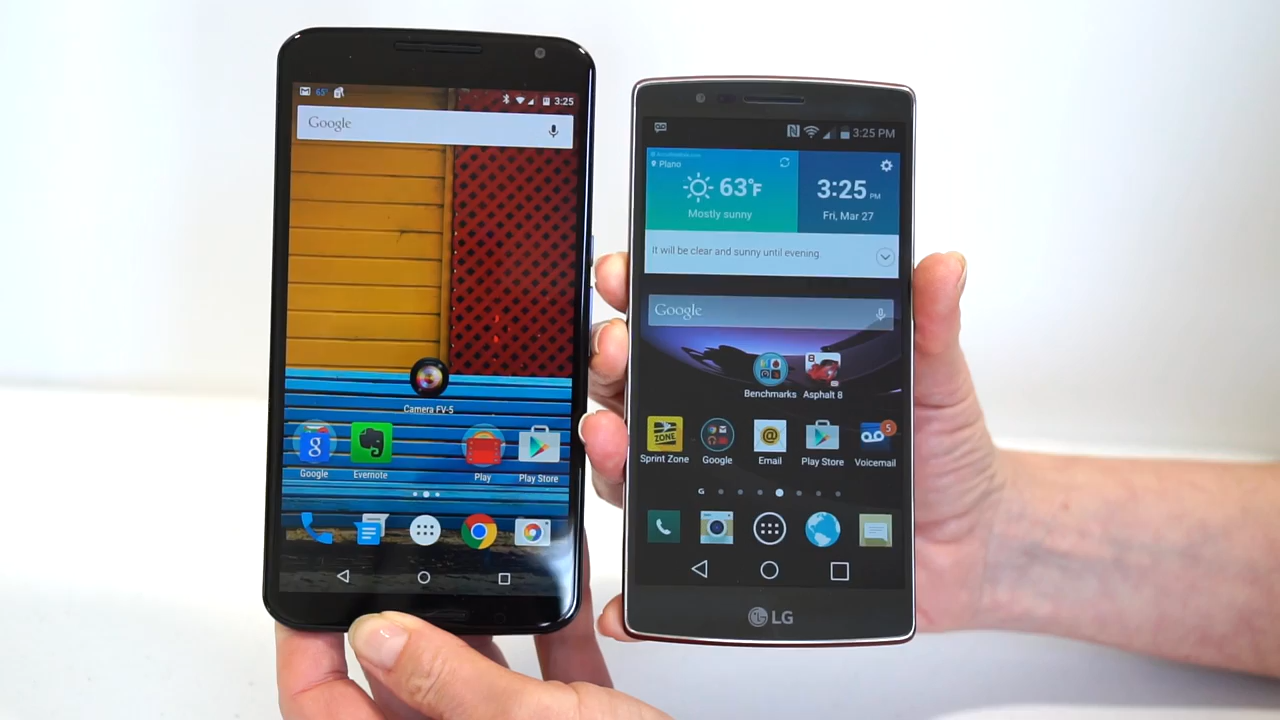 65°
3:25
Google
Camera FV-5
g
Google
Evernote
Play
Play Store
N
3:25 PM
Plano
63°F
Mostly sunny
3:25 PM
Fri, Mar 27
It will be clear and sunny until evening.
Google
Benchmarks
Asphalt 8
ZONE
5
Sprint Zone
Google
Email
Play Store
Voicemail
G
LG